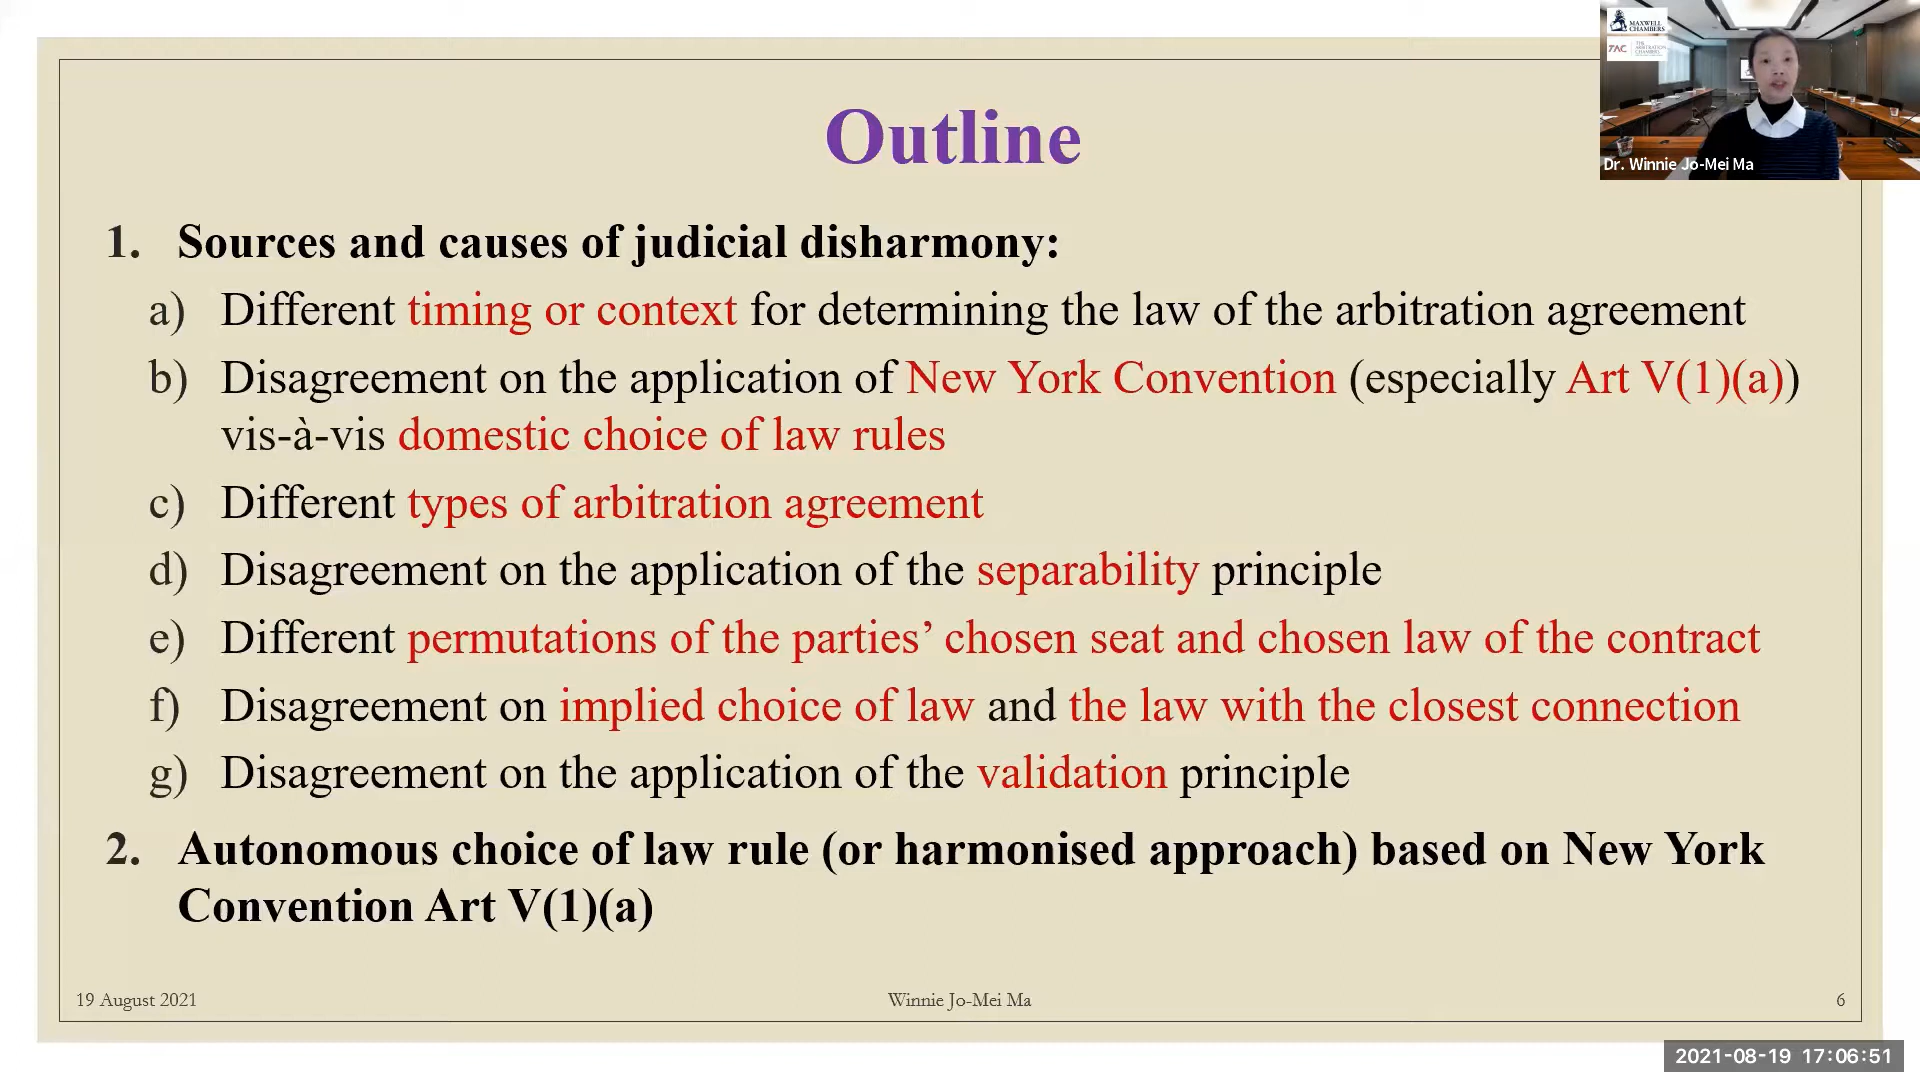 MAXWELL
CHAMBERS
TAC
THE
ARBITRATION
CHAMBERS
Dr. Winnie Jo-Mei Ma
Outline
1. Sources and causes of judicial disharmony:
a) Different timing or context for determining the law of the arbitration agreement
b) Disagreement on the application of New York Convention (especially Art V(1)(a))
vis-à-vis domestic choice of law rules
c) Different types of arbitration agreement
d) Disagreement on the application of the separability principle
e) Different permutations of the parties’ chosen seat and chosen law of the contract
f) Disagreement on implied choice of law and the law with the closest connection
g) Disagreement on the application of the validation principle
2. Autonomous choice of law rule (or harmonised approach) based on New York
Convention Art V(1)(a)
19 August 2021
Winnie Jo-Mei Ma
6
2021-08-19 17:06:51